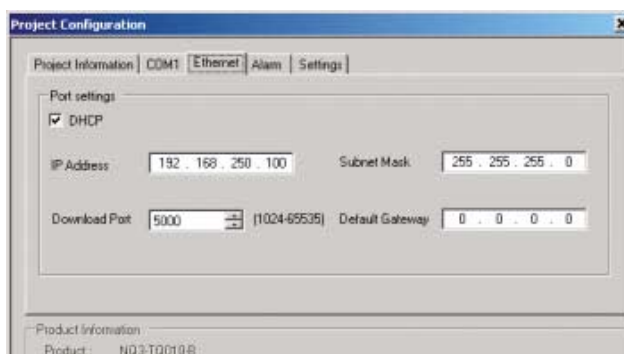 Project Configuration
Project Information COM1 Ethernet Alarm Settings
Port settings
DHCP
IP Address 192 . 168 . 250 . 100 Subnet Mask 255 . 255 . 255 . 0
Download Port 5000 (1024-65535) Default Gateway 0 . 0 . 0 . 0
Product Information
Product :